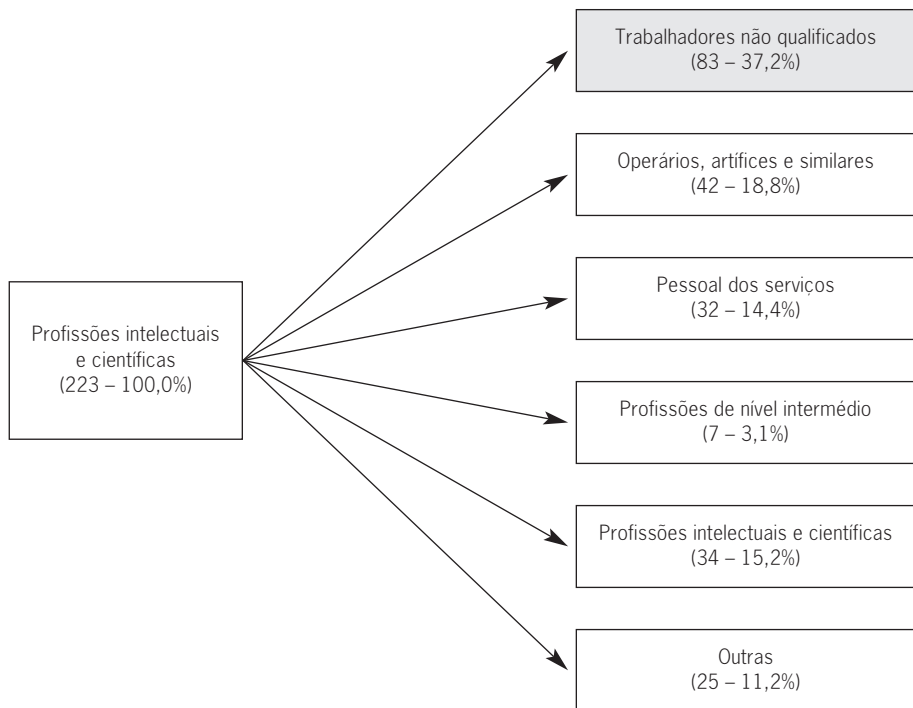 Trabalhadores não qualificados
(83 – 37,2%)
Operários, artífices e similares
(42 – 18,8%)
Pessoal dos serviços
(32 – 14,4%)
Profissões intelectuais
e científicas
(223 – 100,0%)
Profissões de nível intermédio
(7 – 3,1%)
Profissões intelectuais e científicas
(34 – 15,2%)
Outras
(25 – 11,2%)